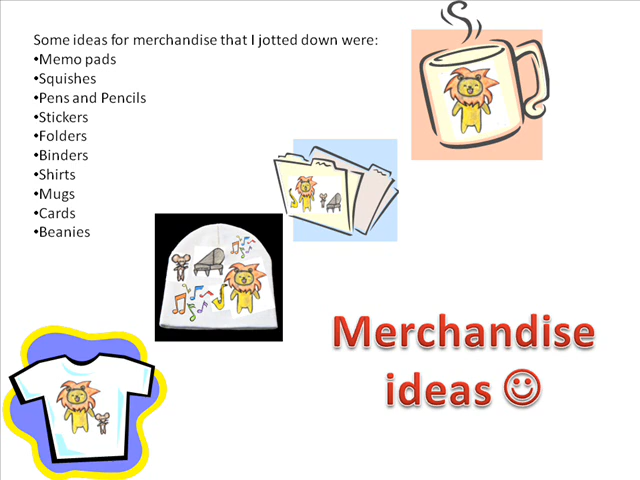 Some ideas for merchandise that I jotted down were:
•Memo pads
•Squishes
•Pens and Pencils
•Stickers
•Folders
•Binders
•Shirts
•Mugs
•Cards
•Beanies
Merchandise
ideas ☺